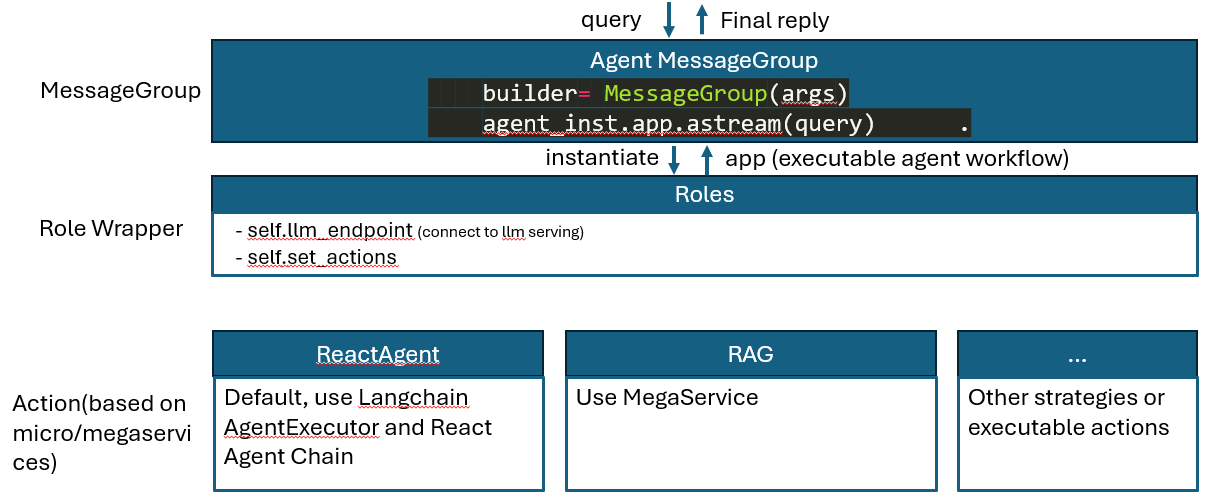 query
Final reply
MessageGroup
Agent MessageGroup
builder= MessageGroup(args)
agent_inst.app.astream(query) .
instantiate
app (executable agent workflow)
Role Wrapper
Roles
- self.llm_endpoint (connect to llm serving)
- self.set_actions
Action(based on
micro/megaservi
ces)
ReactAgent
Default, use Langchain
AgentExecutor and React
Agent Chain
RAG
Use MegaService
...
Other strategies or
executable actions